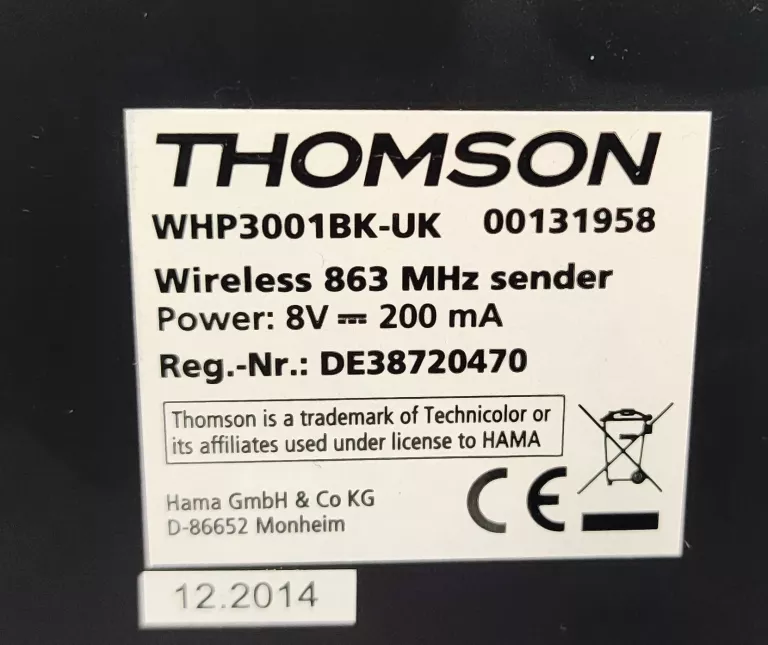 THOMSON
WHP3001BK-UK 00131958
Wireless 863 MHz sender
Power: 8V ⎓ 200 mA
Reg.-Nr.: DE38720470
Thomson is a trademark of Technicolor or
its affiliates used under license to HAMA
Hama GmbH & Co KG
D-86652 Monheim
CE
12.2014